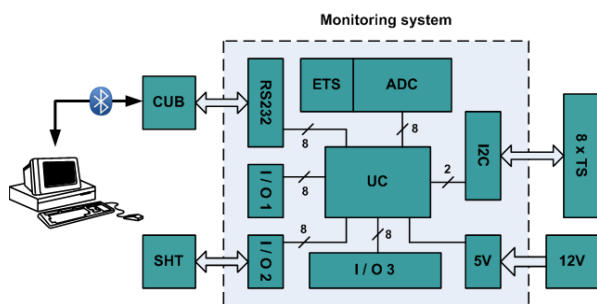 Monitoring system
ETS
ADC
RS232
CUB
8
8
I2C
8 x TS
UC
2
I / O 1
8
8
8
SHT
I / O 2
I / O 3
5V
12V